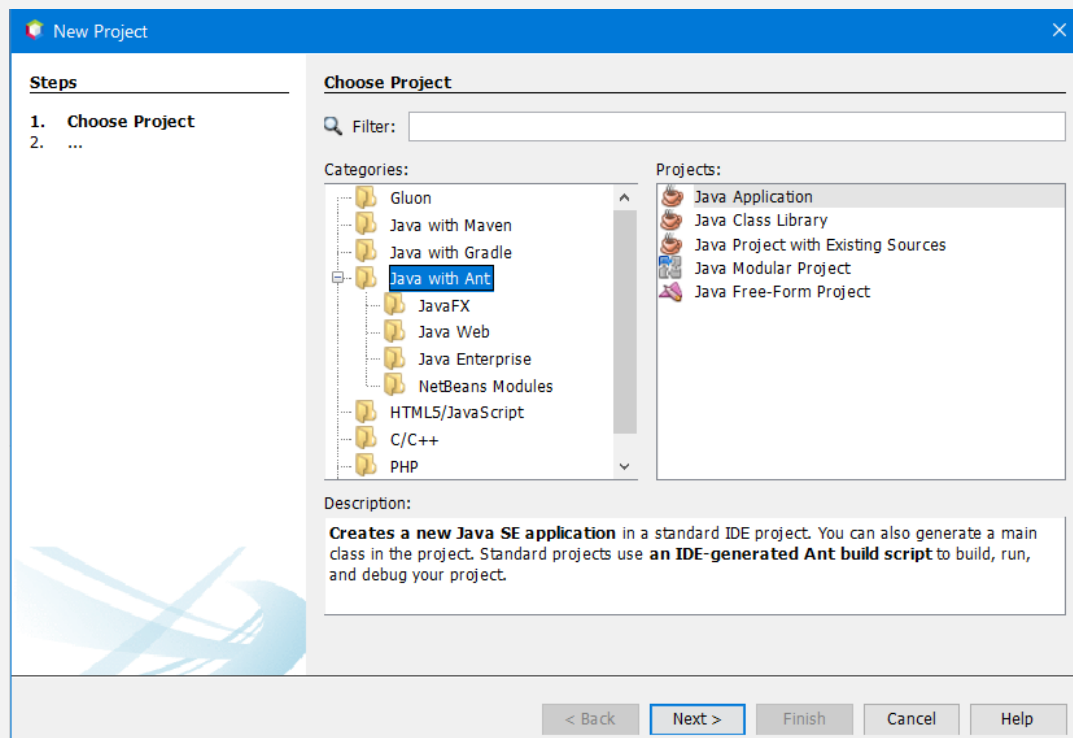 New Project
Steps
1. Choose Project
2. ...
Choose Project
Filter:
Categories:
Gluon
Java with Maven
Java with Gradle
Java with Ant
JavaFX
Java Web
Java Enterprise
NetBeans Modules
HTML5/JavaScript
C/C++
PHP
Projects:
Java Application
Java Class Library
Java Project with Existing Sources
Java Modular Project
Java Free-Form Project
Description:
Creates a new Java SE application in a standard IDE project. You can also generate a main
class in the project. Standard projects use an IDE-generated Ant build script to build, run,
and debug your project.
< Back
Next >
Finish
Cancel
Help